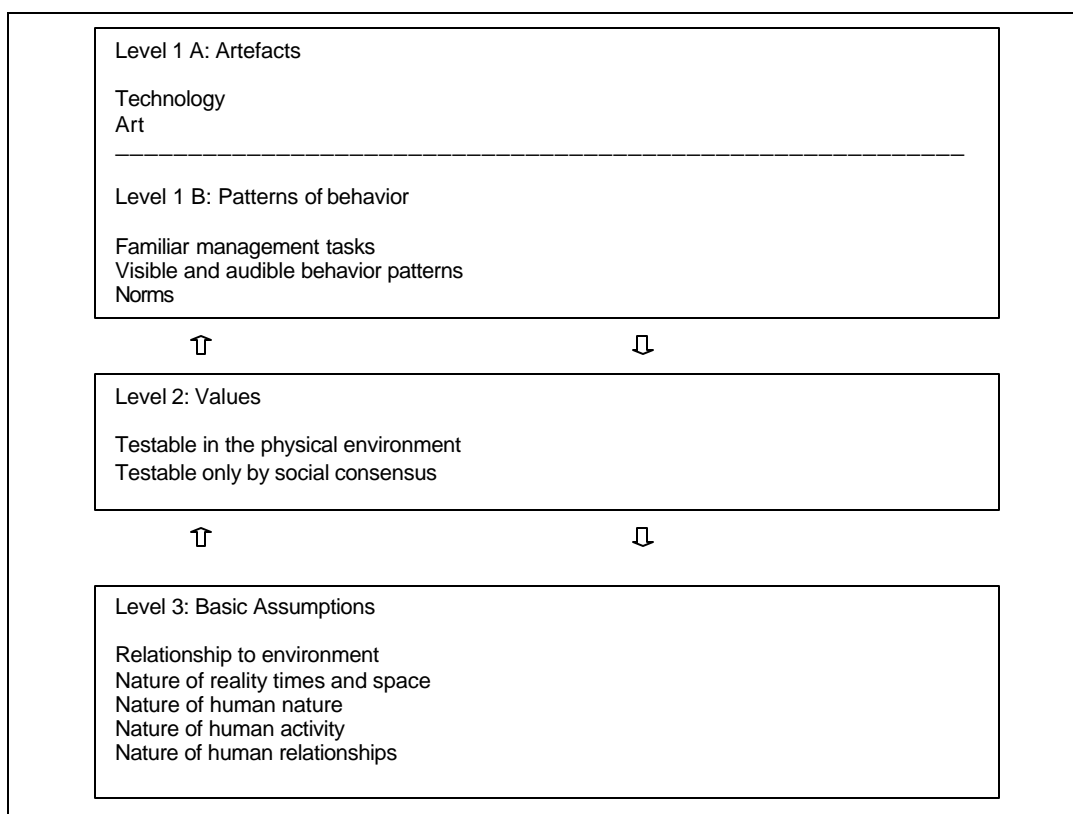 Level 1 A: Artefacts
Technology
Art
Level 1 B: Patterns of behavior
Familiar management tasks
Visible and audible behavior patterns
Norms
Level 2: Values
Testable in the physical environment
Testable only by social consensus
Level 3: Basic Assumptions
Relationship to environment
Nature of reality times and space
Nature of human nature
Nature of human activity
Nature of human relationships